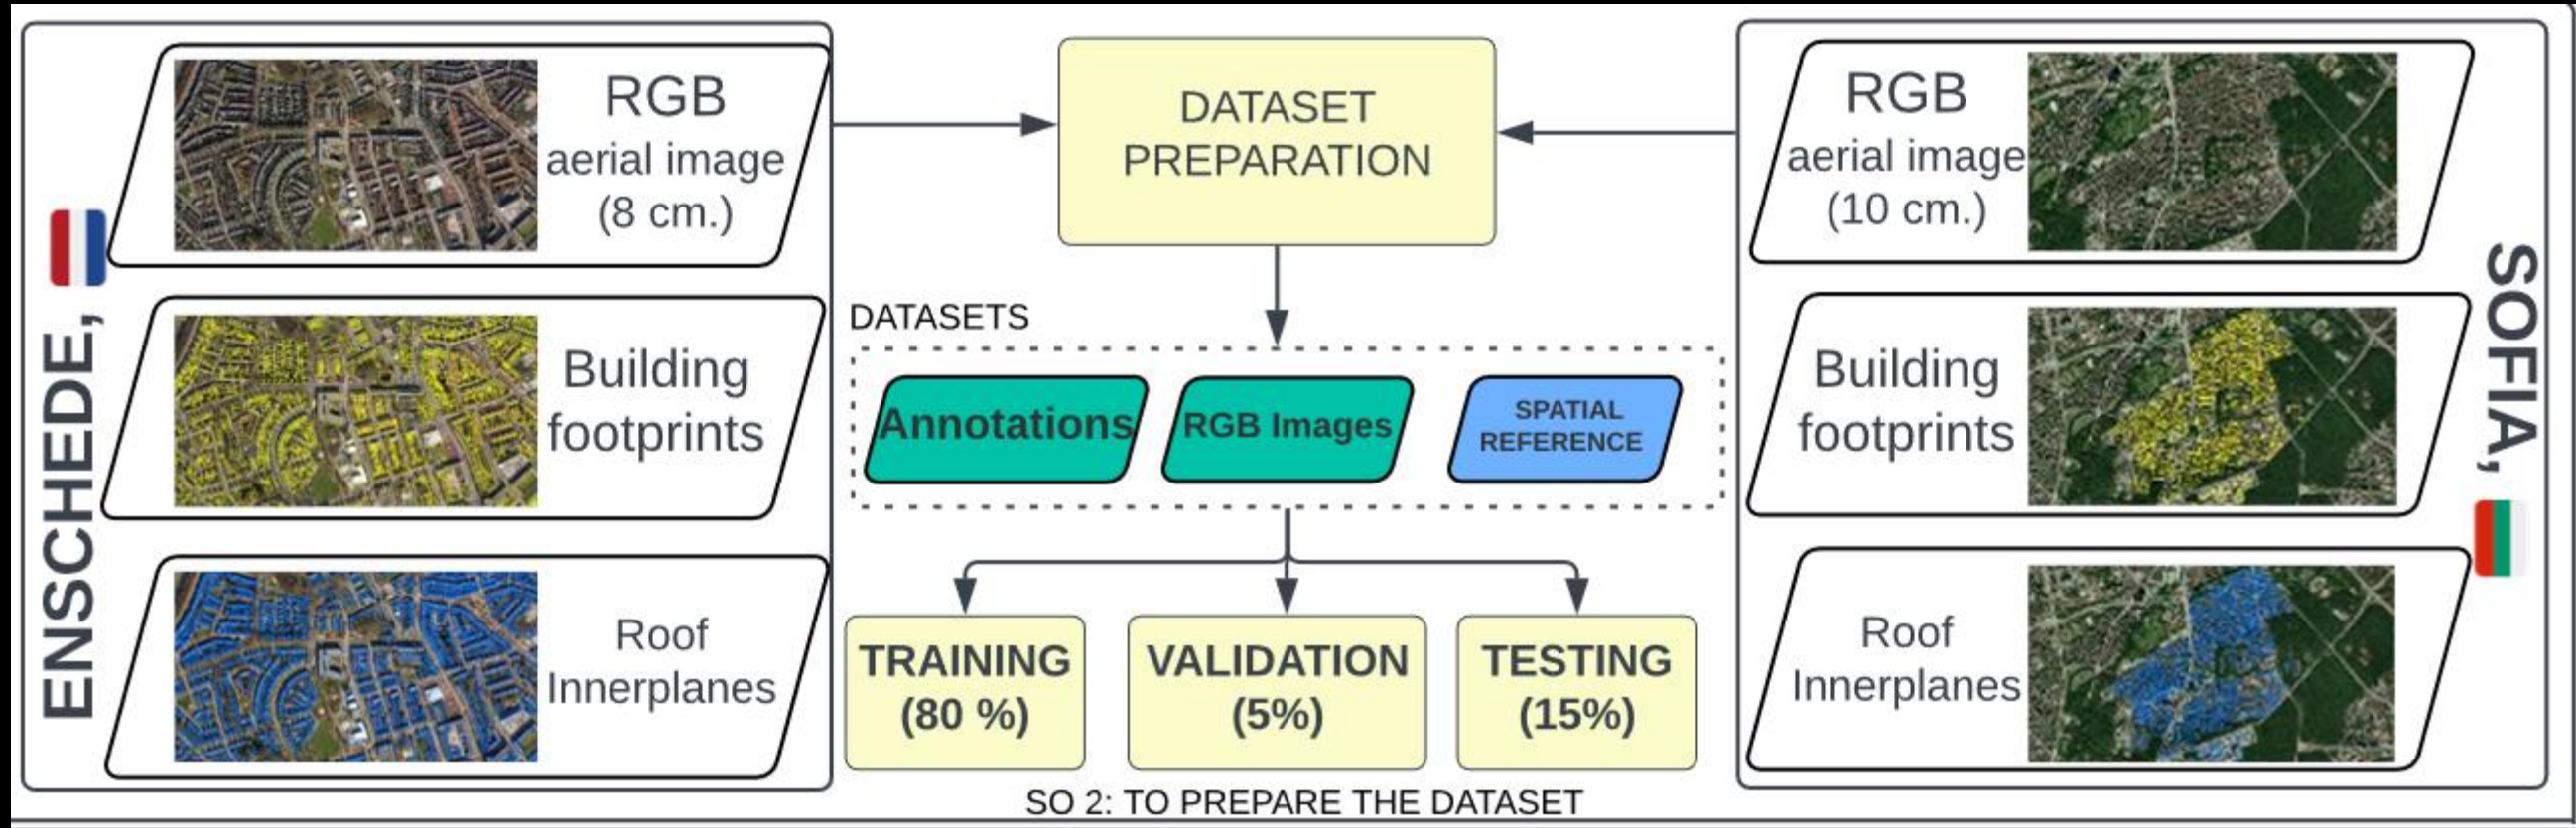 ENSCHEDE,
RGB
aerial image
(8 cm.)
Building
footprints
Roof
Innerplanes
DATASET
PREPARATION
DATASETS
Annotations
RGB Images
SPATIAL
REFERENCE
TRAINING
(80 %)
VALIDATION
(5%)
TESTING
(15%)
SO 2: TO PREPARE THE DATASET
RGB
aerial image
(10 cm.)
Building
footprints
Roof
Innerplanes
SOFIA,